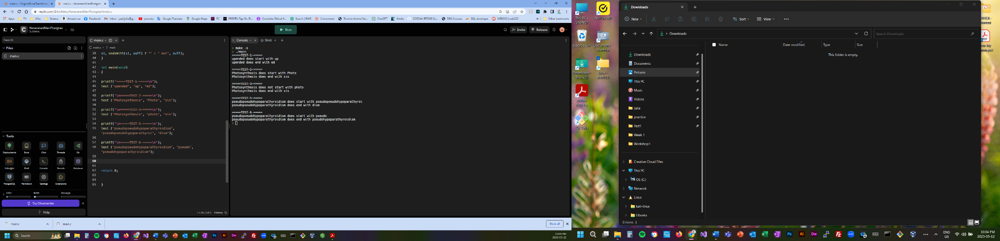 main.c - OriginalRuralTransforma
main.c - VeneratedAlertPostgres
replit.com/@JulAleks/VeneratedAlertPostgres#main.c
Apps
TV
Misc
Seneca
Amazon.ca
Facebook
Inbox - yael.julia@g...
youtube
Google Translate
Google Maps
PC
PRESTO: Tap On. Ri...
Complete Ethical H...
Search | EWG
Cronometer
Toronto Animal Ser...
ChatGPT
Kindle
OOP244-BTP200 Su...
DBS Courses
SQL developer
WEB222 | web222
Other bookmarks
VeneratedAlertPostgres
JulAleks
Run
Invite
Release
Search
Files
main.c
main.c
main.c
main
39 s1, endsWith(s1, suff) ? "" : " not", suff);
40 }
41
42 int main(void)
43 {
44
45 printf("=====TEST-1-=====\n");
46 test ("upended", "up", "ed");
47
48 printf("\n=====TEST-2-=====\n");
49 test ("Photosynthesis", "Photo", "sis");
50
51 printf("\n=====TEST-3-=====\n");
52 test ("Photosynthesis", "photo", "sis");
53
54 printf("\n=====TEST-5-=====\n");
55 test ("pseudopseudohypoparathyroidism",
"pseudopseudohypoparathyroi", "dism");
56
57 printf("\n=====TEST-6-=====\n");
58 test ("pseudopseudohypoparathyroidism", "pseudo",
"pseudohypoparathyroidism");
59
60
61
62 return 0;
63
64
65 }
Ln 60, Col 3 History
Console
Shell
make -s
./main
=====TEST-1-=====
upended does start with up
upended does end with ed
=====TEST-2-=====
Photosynthesis does start with Photo
Photosynthesis does end with sis
=====TEST-3-=====
Photosynthesis does not start with photo
Photosynthesis does end with sis
=====TEST-5-=====
pseudopseudohypoparathyroidism does start with pseudopseudohypoparathyroi
pseudopseudohypoparathyroidism does end with dism
=====TEST-6-=====
pseudopseudohypoparathyroidism does start with pseudo
pseudopseudohypoparathyroidism does end with pseudohypoparathyroidism
Tools
Deployments
Docs
Chat
Threads
Git
Debugger
Shell
Console
Secrets
Database
PostgreSQL
Markdown
Settings
Extensions
CPU
RAM
Storage
Try Ghostwriter
Help
main.c
main.c
Show all
Search
10:04 PM
2023-05-12
This PC - Shortcut
Norton 360
Recycle Bin
Documents - Shortcut
Downloads - Shortcut
Julia - Shortcut
Adobe Acrobat
Git Bash
Downloads
New
Sort
View
Downloads
Search Downloads
Name
Date modified
Type
Size
This folder is empty.
Downloads
Documents
Pictures
This PC
Music
Videos
Julia
practice
Part1
Week 1
Workshop1
Creative Cloud Files
This PC
OS (C:)
Network
Linux
kali-linux
Ubuntu
0 items
ENG
US
10:04 PM
2023-05-12